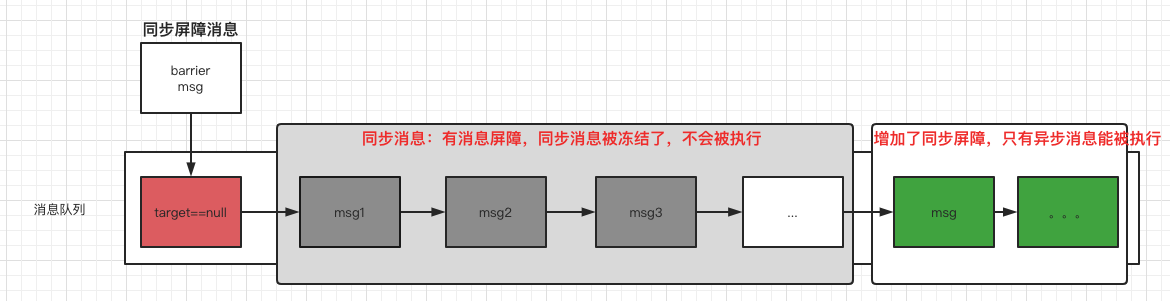 同步屏障消息
barrier
msg
同步消息：有消息屏障，同步消息被冻结了，不会被执行
增加了同步屏障，只有异步消息能被执行
消息队列
target==null
msg1
msg2
msg3
...
msg
。。。